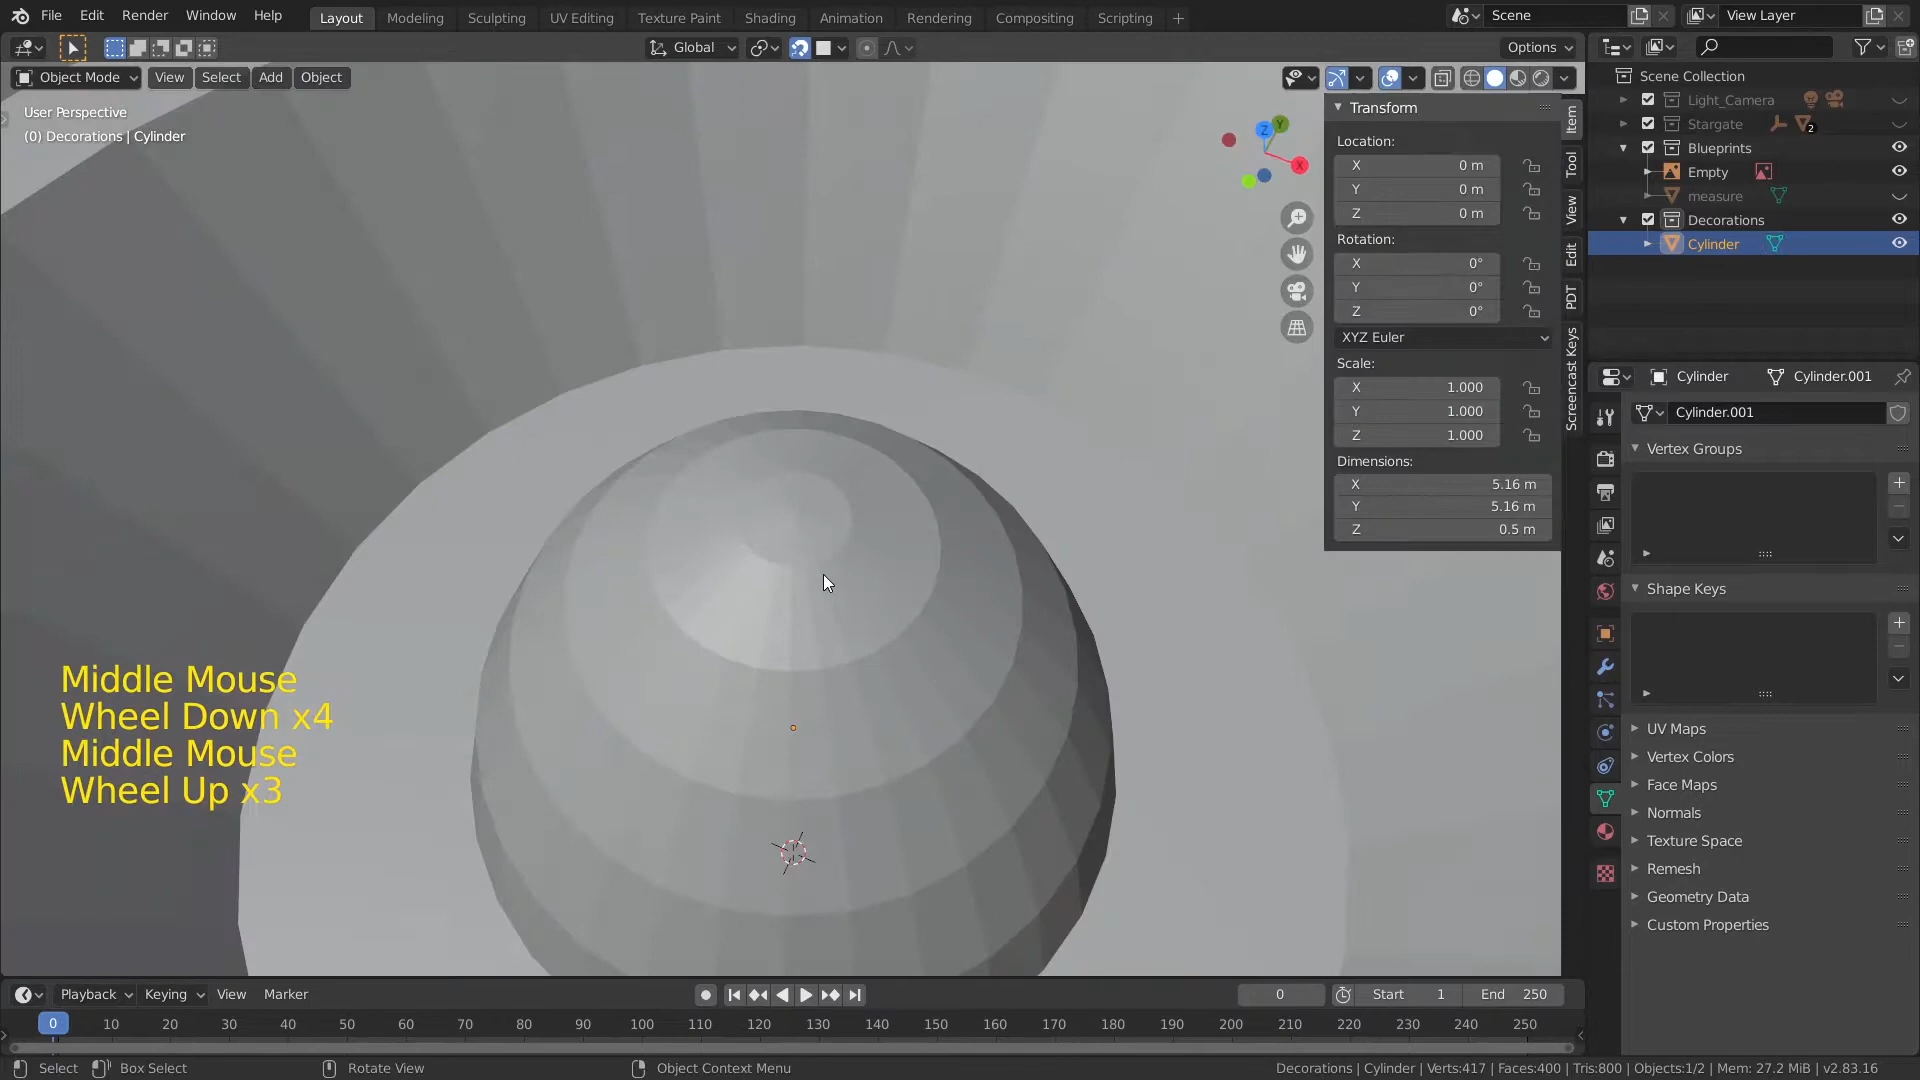 File Edit Render Window Help Layout Modeling Sculpting UV Editing Texture Paint Shading Animation Rendering Compositing Scripting + Scene View Layer
Global Options
Object Mode View Select Add Object
User Perspective
(0) Decorations | Cylinder
Z Y X
Transform
Location:
X 0 m
Y 0 m
Z 0 m
Rotation:
X 0°
Y 0°
Z 0°
XYZ Euler
Scale:
X 1.000
Y 1.000
Z 1.000
Dimensions:
X 5.16 m
Y 5.16 m
Z 0.5 m
Item
Tool
View
Edit
PDT
Screencast Keys
Scene Collection
Light_Camera
Stargate 2
Blueprints
Empty
measure
Decorations
Cylinder
Cylinder Cylinder.001
Cylinder.001
Vertex Groups
Shape Keys
UV Maps
Vertex Colors
Face Maps
Normals
Texture Space
Remesh
Geometry Data
Custom Properties
Middle Mouse
Wheel Down x4
Middle Mouse
Wheel Up x3
Playback Keying View Marker 0 Start 1 End 250
0 10 20 30 40 50 60 70 80 90 100 110 120 130 140 150 160 170 180 190 200 210 220 230 240 250
Select Box Select Rotate View Object Context Menu Decorations | Cylinder | Verts:417 | Faces:400 | Tris:800 | Objects:1/2 | Mem: 27.2 MiB | v2.83.16